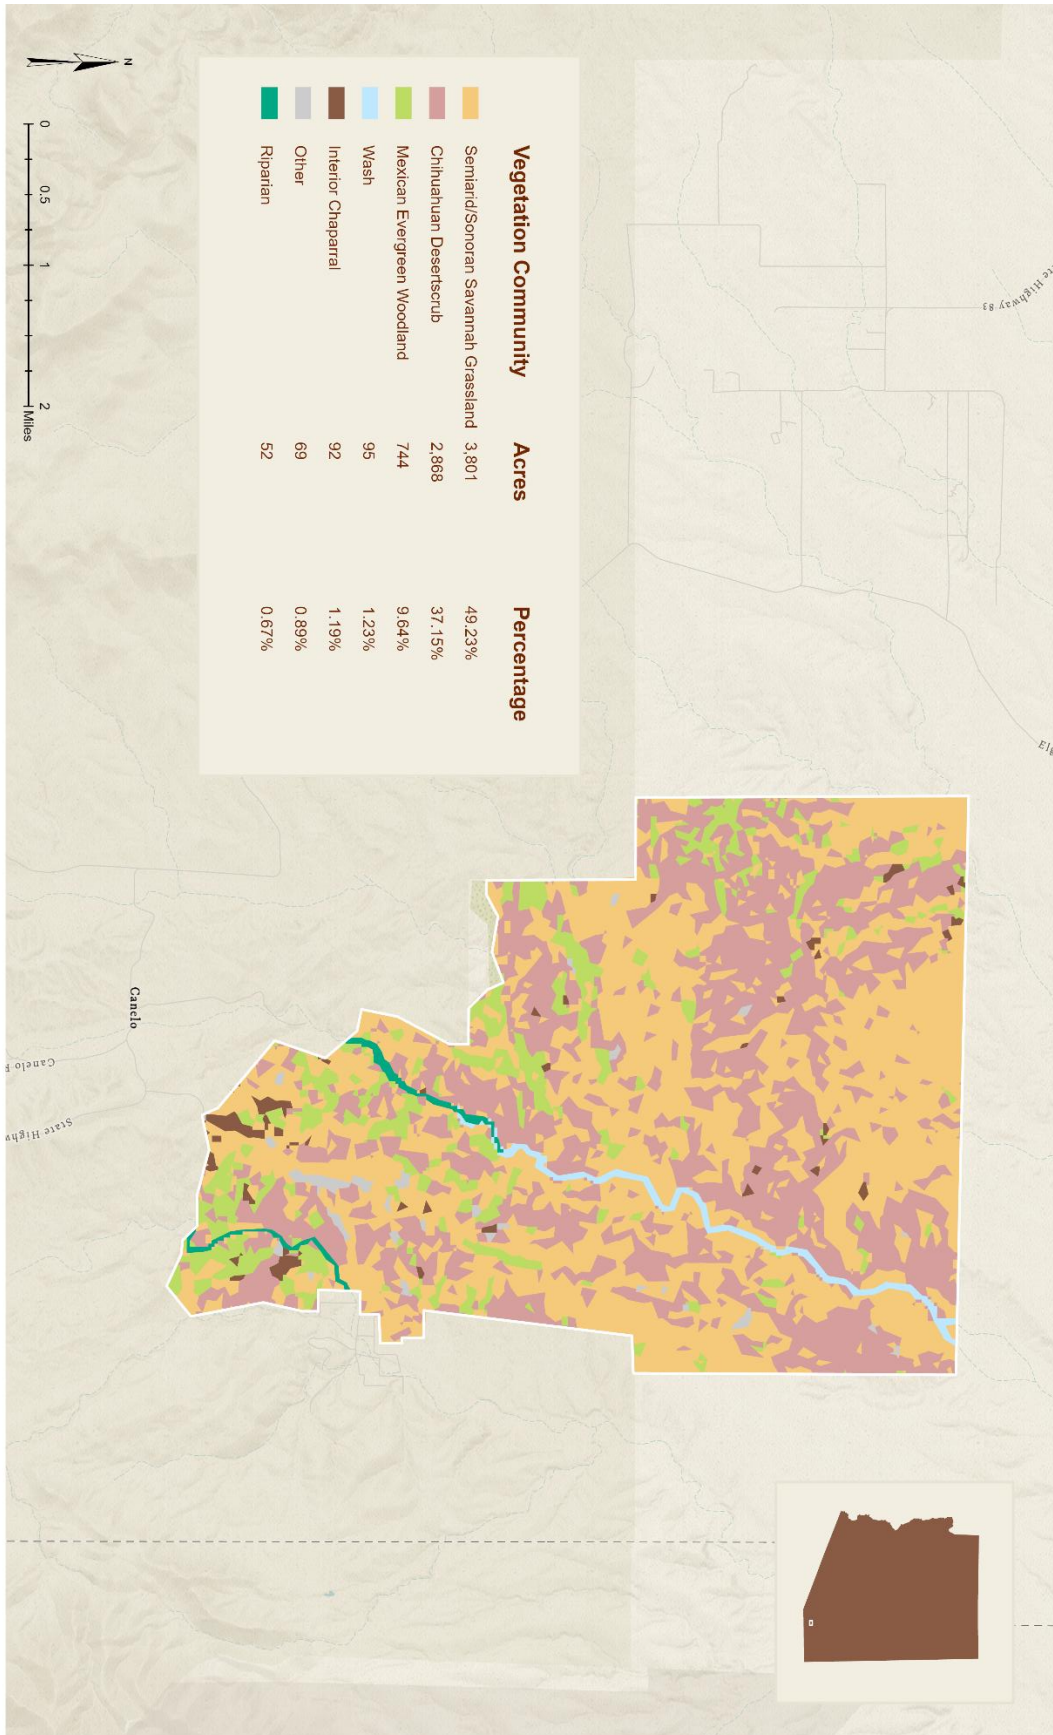 Vegetation Community Acres Percentage
Semiarid/Sonoran Savannah Grassland 3,801 49.23%
Chihuahuan Desertscrub 2,868 37.15%
Mexican Evergreen Woodland 744 9.64%
Wash 95 1.23%
Interior Chaparral 92 1.19%
Other 69 0.89%
Riparian 52 0.67%
N
0 0.5 1 2
Miles
Highway 83
Canelo
Canelo
State